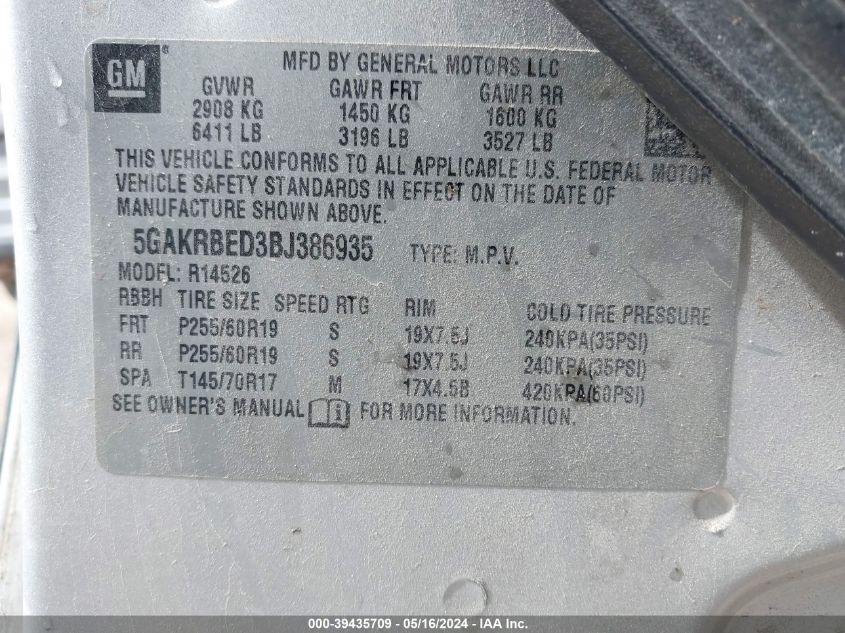 GM ®
MFD BY GENERAL MOTORS LLC
GVWR GAWR FRT GAWR RR
2908 KG 1450 KG 1600 KG
6411 LB 3196 LB 3527 LB
THIS VEHICLE CONFORMS TO ALL APPLICABLE U.S. FEDERAL MOTOR
VEHICLE SAFETY STANDARDS IN EFFECT ON THE DATE OF
MANUFACTURE SHOWN ABOVE.
5GAKRBED3BJ386935 TYPE: M.P.V.
MODEL: R14526
RBBH TIRE SIZE SPEED RTG RIM COLD TIRE PRESSURE
FRT P255/60R19 S 19X7.5J 240KPA(35PSI)
RR P255/60R19 S 19X7.5J 240KPA(35PSI)
SPA T145/70R17 M 17X4.5B 420KPA(60PSI)
SEE OWNER'S MANUAL i FOR MORE INFORMATION.
000-39435709 - 05/16/2024 - IAA Inc.